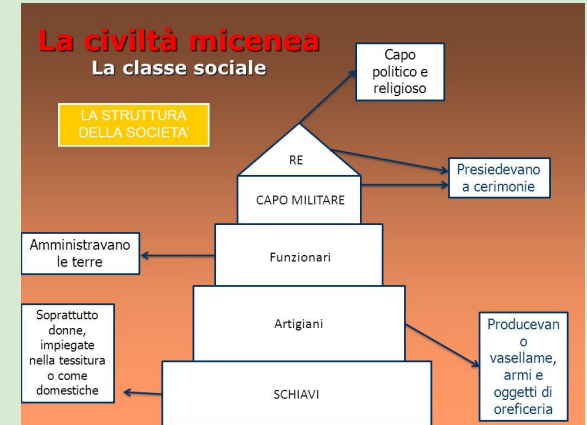 La civiltà micenea
La classe sociale
LA STRUTTURA
DELLA SOCIETA'
Capo
politico e
religioso
RE
Presiedevano
a cerimonie
CAPO MILITARE
Amministravano
le terre
Funzionari
Soprattutto
donne,
impiegate
nella tessitura
o come
domestiche
Artigiani
Producevan
o
vasellame,
armi e
oggetti di
oreficeria
SCHIAVI